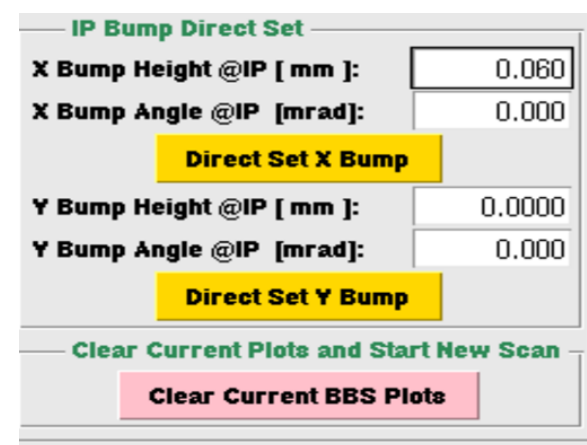 IP Bump Direct Set
X Bump Height @IP [ mm ]: 0.060
X Bump Angle @IP [mrad]: 0.000
Direct Set X Bump
Y Bump Height @IP [ mm ]: 0.0000
Y Bump Angle @IP [mrad]: 0.000
Direct Set Y Bump
Clear Current Plots and Start New Scan
Clear Current BBS Plots